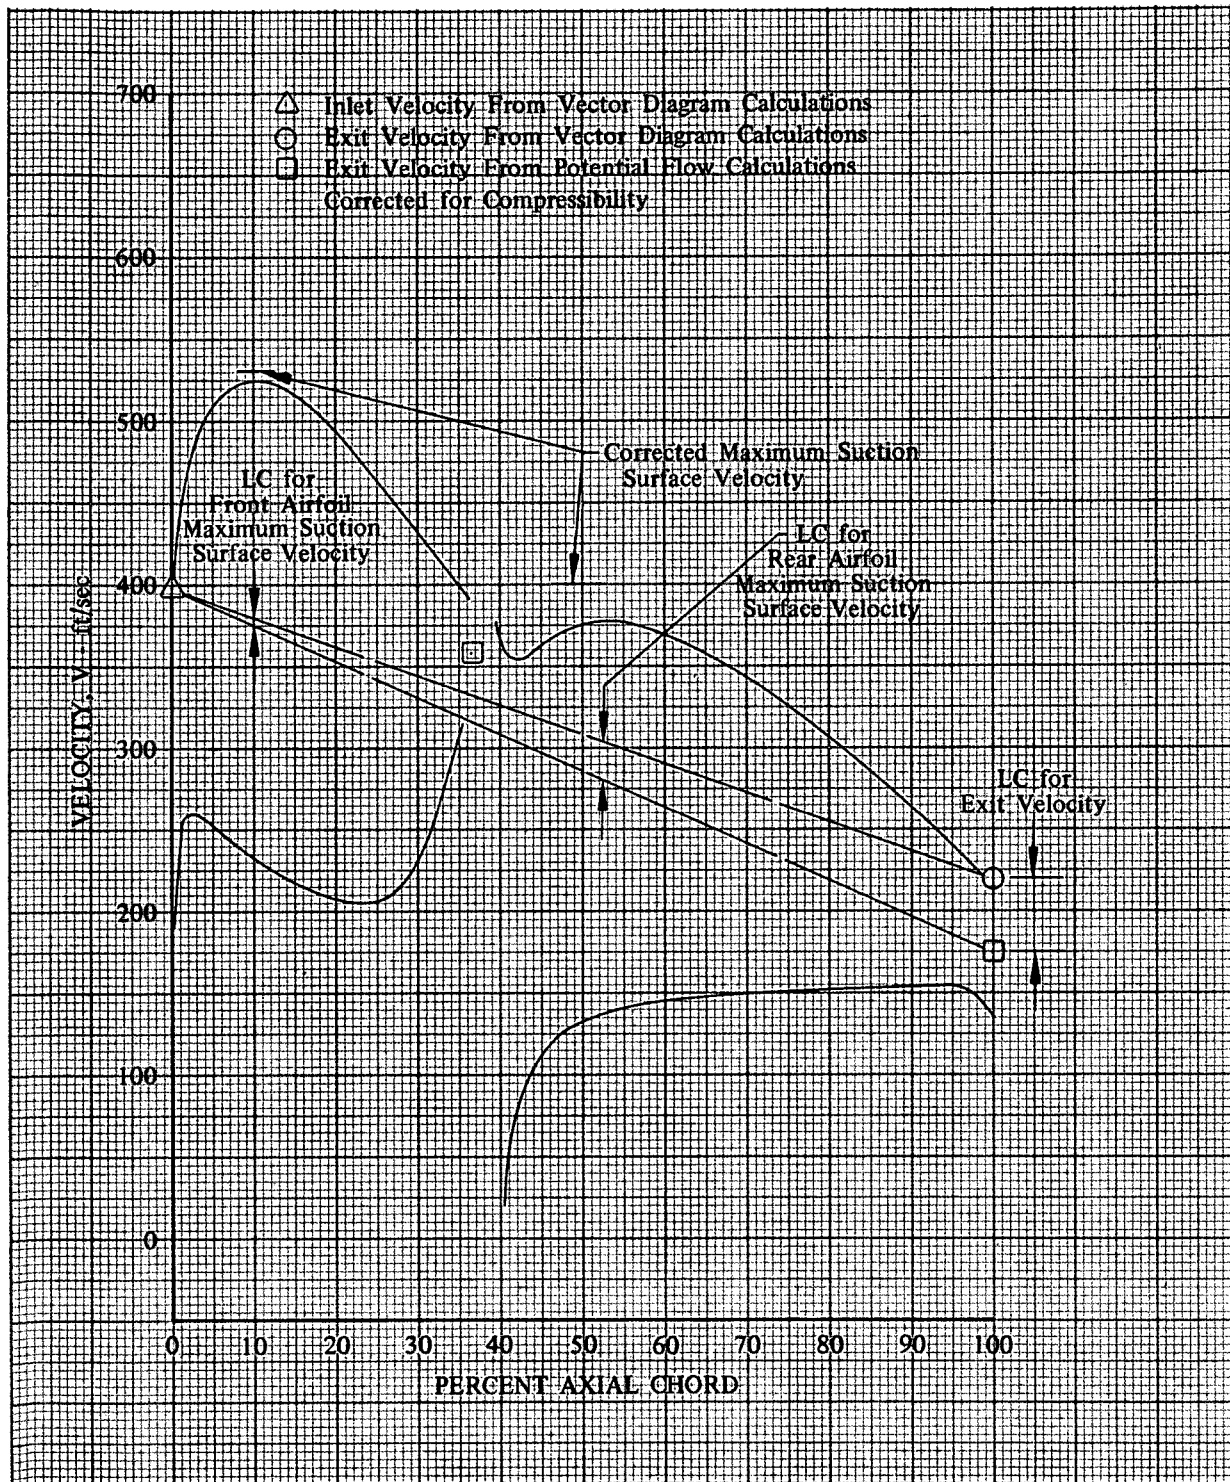 700
△ Inlet Velocity From Vector Diagram Calculations
○ Exit Velocity From Vector Diagram Calculations
□ Exit Velocity From Potential Flow Calculations
Corrected for Compressibility
600
500
Corrected Maximum Suction
Surface Velocity
LC for
Front Airfoil
Maximum Suction
Surface Velocity
LC for
Rear Airfoil
Maximum Suction
Surface Velocity
400
VELOCITY, V - ft/sec
300
LC for
Exit Velocity
200
100
0
0 10 20 30 40 50 60 70 80 90 100
PERCENT AXIAL CHORD